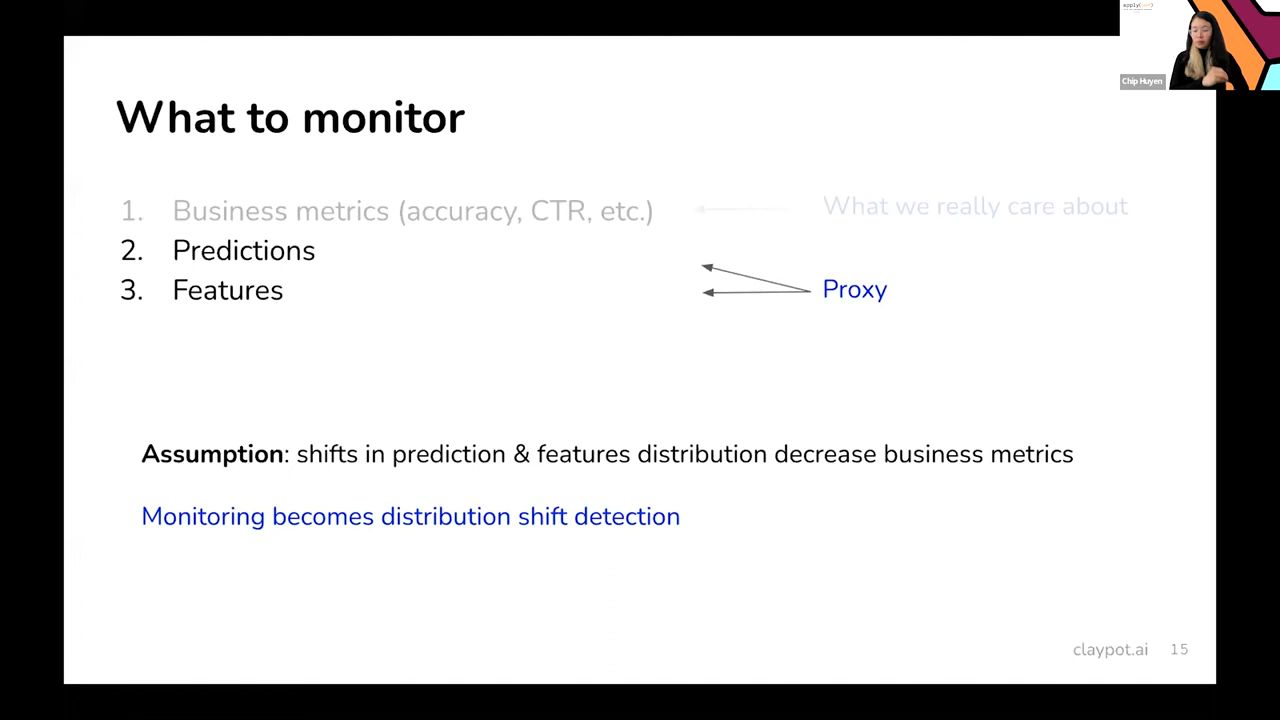 Chip Huyen
What to monitor
1. Business metrics (accuracy, CTR, etc.)
What we really care about
2. Predictions
3. Features
Proxy
Assumption: shifts in prediction & features distribution decrease business metrics
Monitoring becomes distribution shift detection
claypot.ai 15